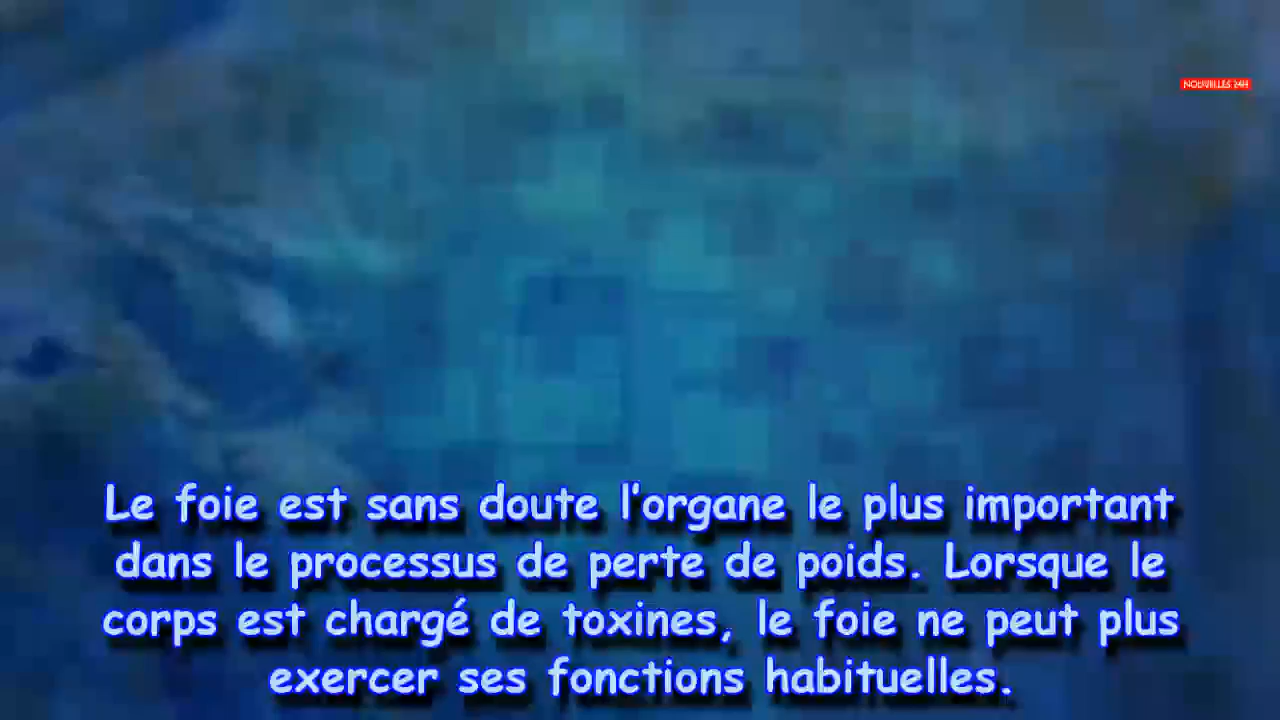 NOUVELLES 24H
Le foie est sans doute l'organe le plus important
dans le processus de perte de poids. Lorsque le
corps est chargé de toxines, le foie ne peut plus
exercer ses fonctions habituelles.